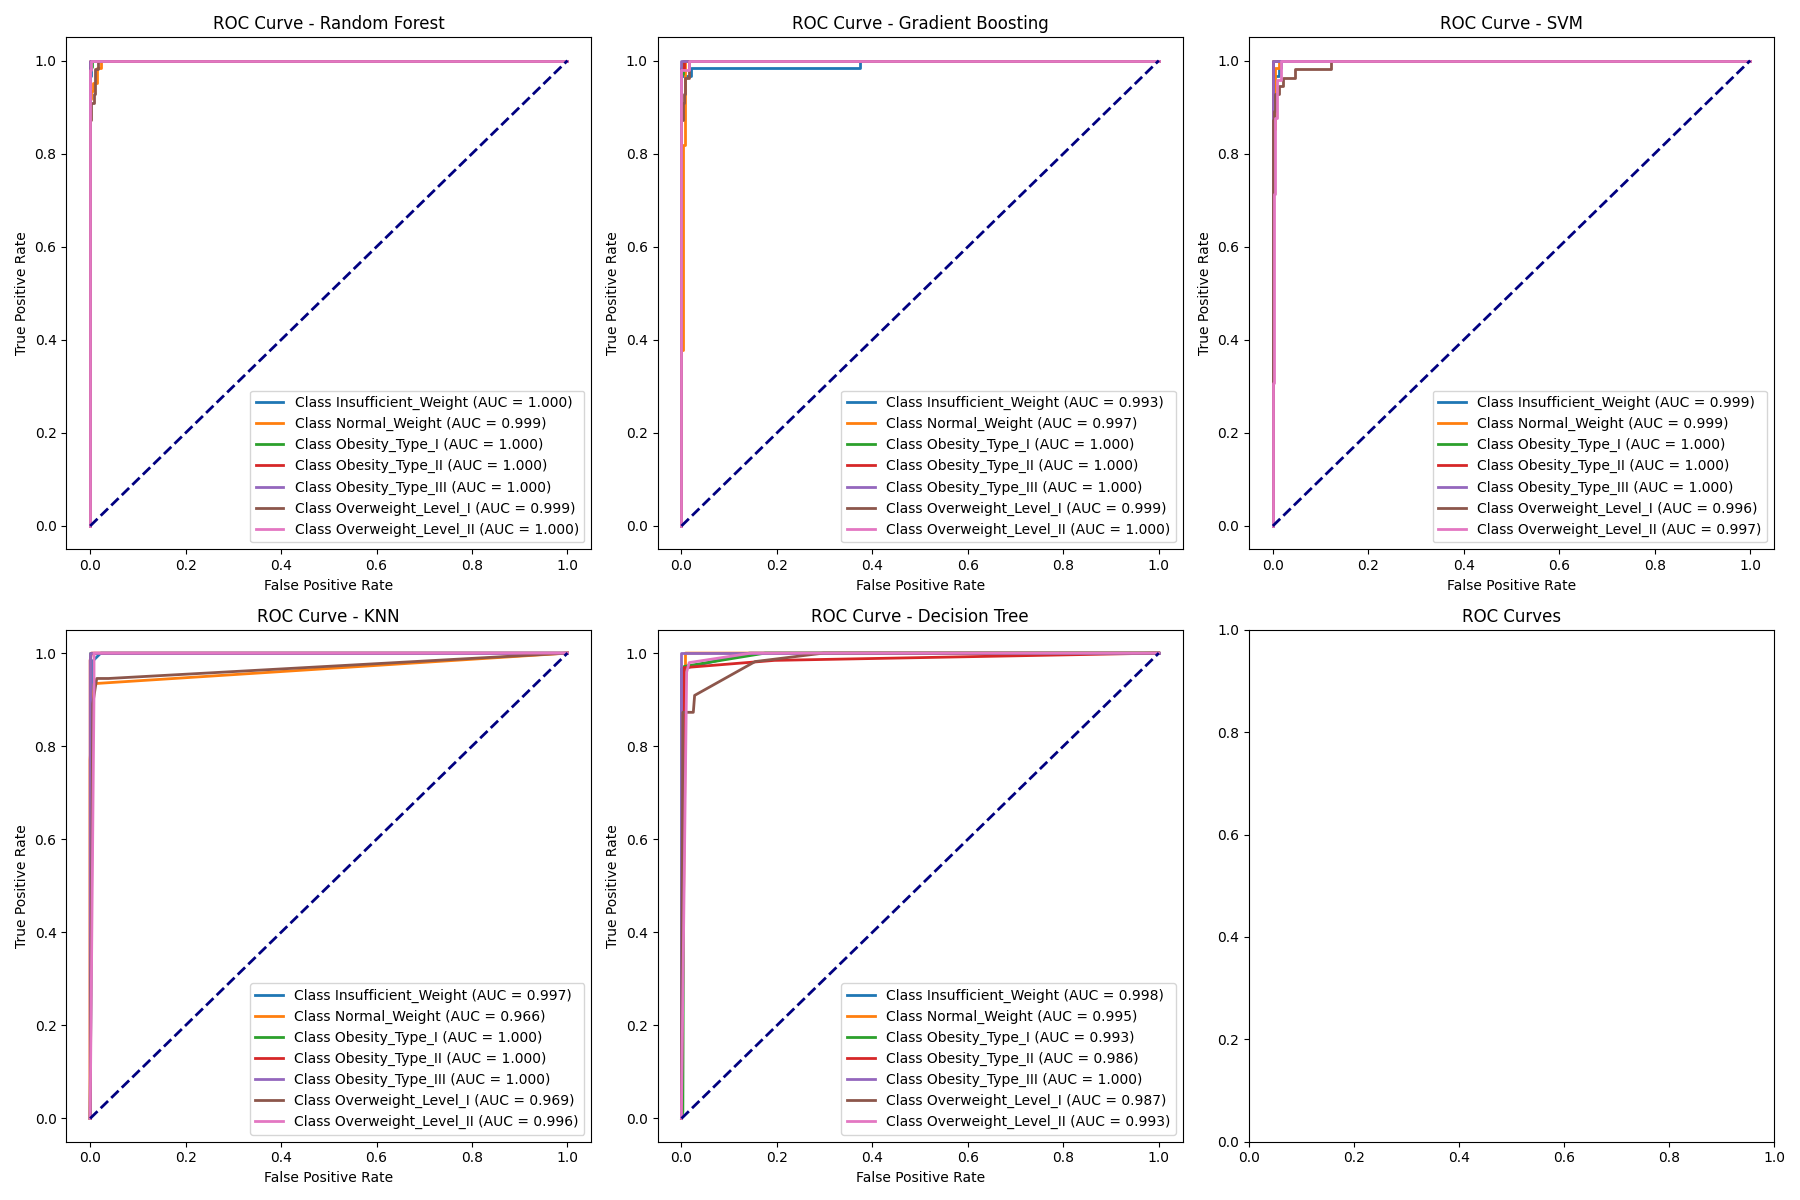 ROC Curve - Random Forest
True Positive Rate
1.0
0.8
0.6
0.4
0.2
0.0
Class Insufficient_Weight (AUC = 1.000)
Class Normal_Weight (AUC = 0.999)
Class Obesity_Type_I (AUC = 1.000)
Class Obesity_Type_II (AUC = 1.000)
Class Obesity_Type_III (AUC = 1.000)
Class Overweight_Level_I (AUC = 0.999)
Class Overweight_Level_II (AUC = 1.000)
0.0 0.2 0.4 0.6 0.8 1.0
False Positive Rate
ROC Curve - Gradient Boosting
True Positive Rate
1.0
0.8
0.6
0.4
0.2
0.0
Class Insufficient_Weight (AUC = 0.993)
Class Normal_Weight (AUC = 0.997)
Class Obesity_Type_I (AUC = 1.000)
Class Obesity_Type_II (AUC = 1.000)
Class Obesity_Type_III (AUC = 1.000)
Class Overweight_Level_I (AUC = 0.999)
Class Overweight_Level_II (AUC = 1.000)
0.0 0.2 0.4 0.6 0.8 1.0
False Positive Rate
ROC Curve - SVM
True Positive Rate
1.0
0.8
0.6
0.4
0.2
0.0
Class Insufficient_Weight (AUC = 0.999)
Class Normal_Weight (AUC = 0.999)
Class Obesity_Type_I (AUC = 1.000)
Class Obesity_Type_II (AUC = 1.000)
Class Obesity_Type_III (AUC = 1.000)
Class Overweight_Level_I (AUC = 0.996)
Class Overweight_Level_II (AUC = 0.997)
0.0 0.2 0.4 0.6 0.8 1.0
False Positive Rate
ROC Curve - KNN
True Positive Rate
1.0
0.8
0.6
0.4
0.2
0.0
Class Insufficient_Weight (AUC = 0.997)
Class Normal_Weight (AUC = 0.966)
Class Obesity_Type_I (AUC = 1.000)
Class Obesity_Type_II (AUC = 1.000)
Class Obesity_Type_III (AUC = 1.000)
Class Overweight_Level_I (AUC = 0.969)
Class Overweight_Level_II (AUC = 0.996)
0.0 0.2 0.4 0.6 0.8 1.0
False Positive Rate
ROC Curve - Decision Tree
True Positive Rate
1.0
0.8
0.6
0.4
0.2
0.0
Class Insufficient_Weight (AUC = 0.998)
Class Normal_Weight (AUC = 0.995)
Class Obesity_Type_I (AUC = 0.993)
Class Obesity_Type_II (AUC = 0.986)
Class Obesity_Type_III (AUC = 1.000)
Class Overweight_Level_I (AUC = 0.987)
Class Overweight_Level_II (AUC = 0.993)
0.0 0.2 0.4 0.6 0.8 1.0
False Positive Rate
ROC Curves
1.0
0.8
0.6
0.4
0.2
0.0
0.0 0.2 0.4 0.6 0.8 1.0